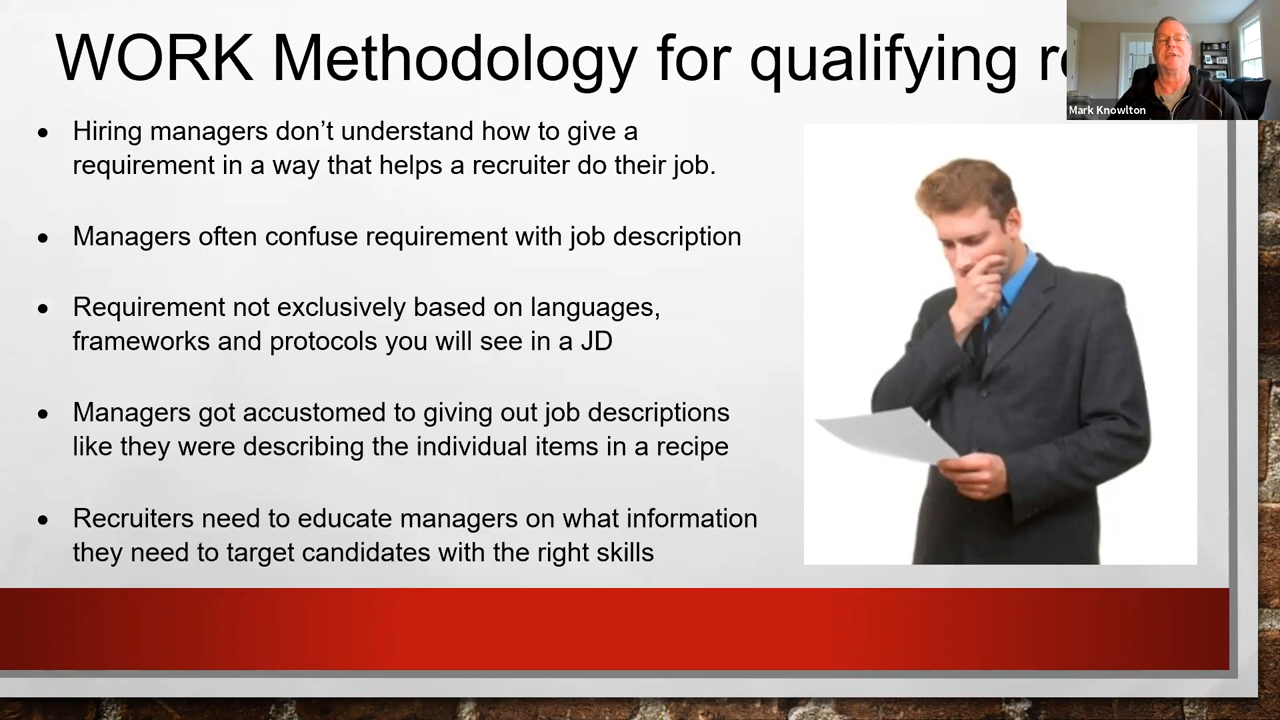 WORK Methodology for qualifying
Mark Knowlton
• Hiring managers don’t understand how to give a
requirement in a way that helps a recruiter do their job.
• Managers often confuse requirement with job description
• Requirement not exclusively based on languages,
frameworks and protocols you will see in a JD
• Managers got accustomed to giving out job descriptions
like they were describing the individual items in a recipe
• Recruiters need to educate managers on what information
they need to target candidates with the right skills